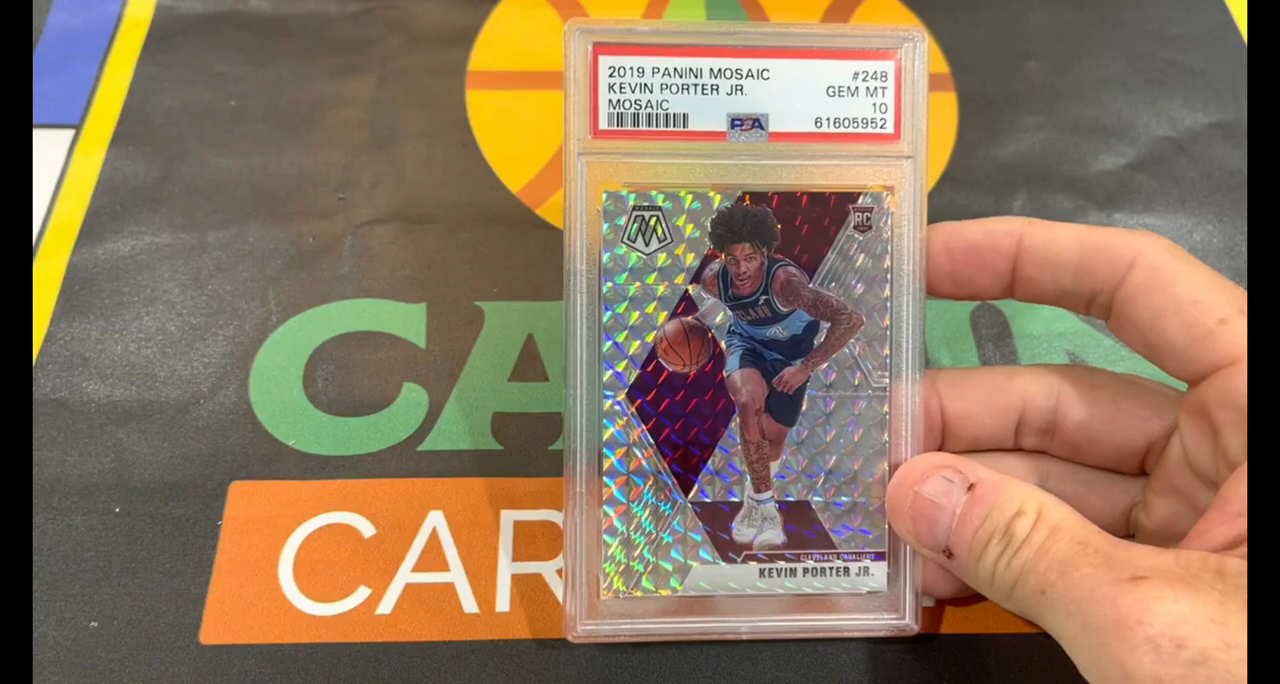 2019 PANINI MOSAIC #248
KEVIN PORTER JR. GEM MT
MOSAIC 10
PSA 61605952
MOSAIC
M
RC
CLEVELAND CAVALIERS
KEVIN PORTER JR.
CA
CAR